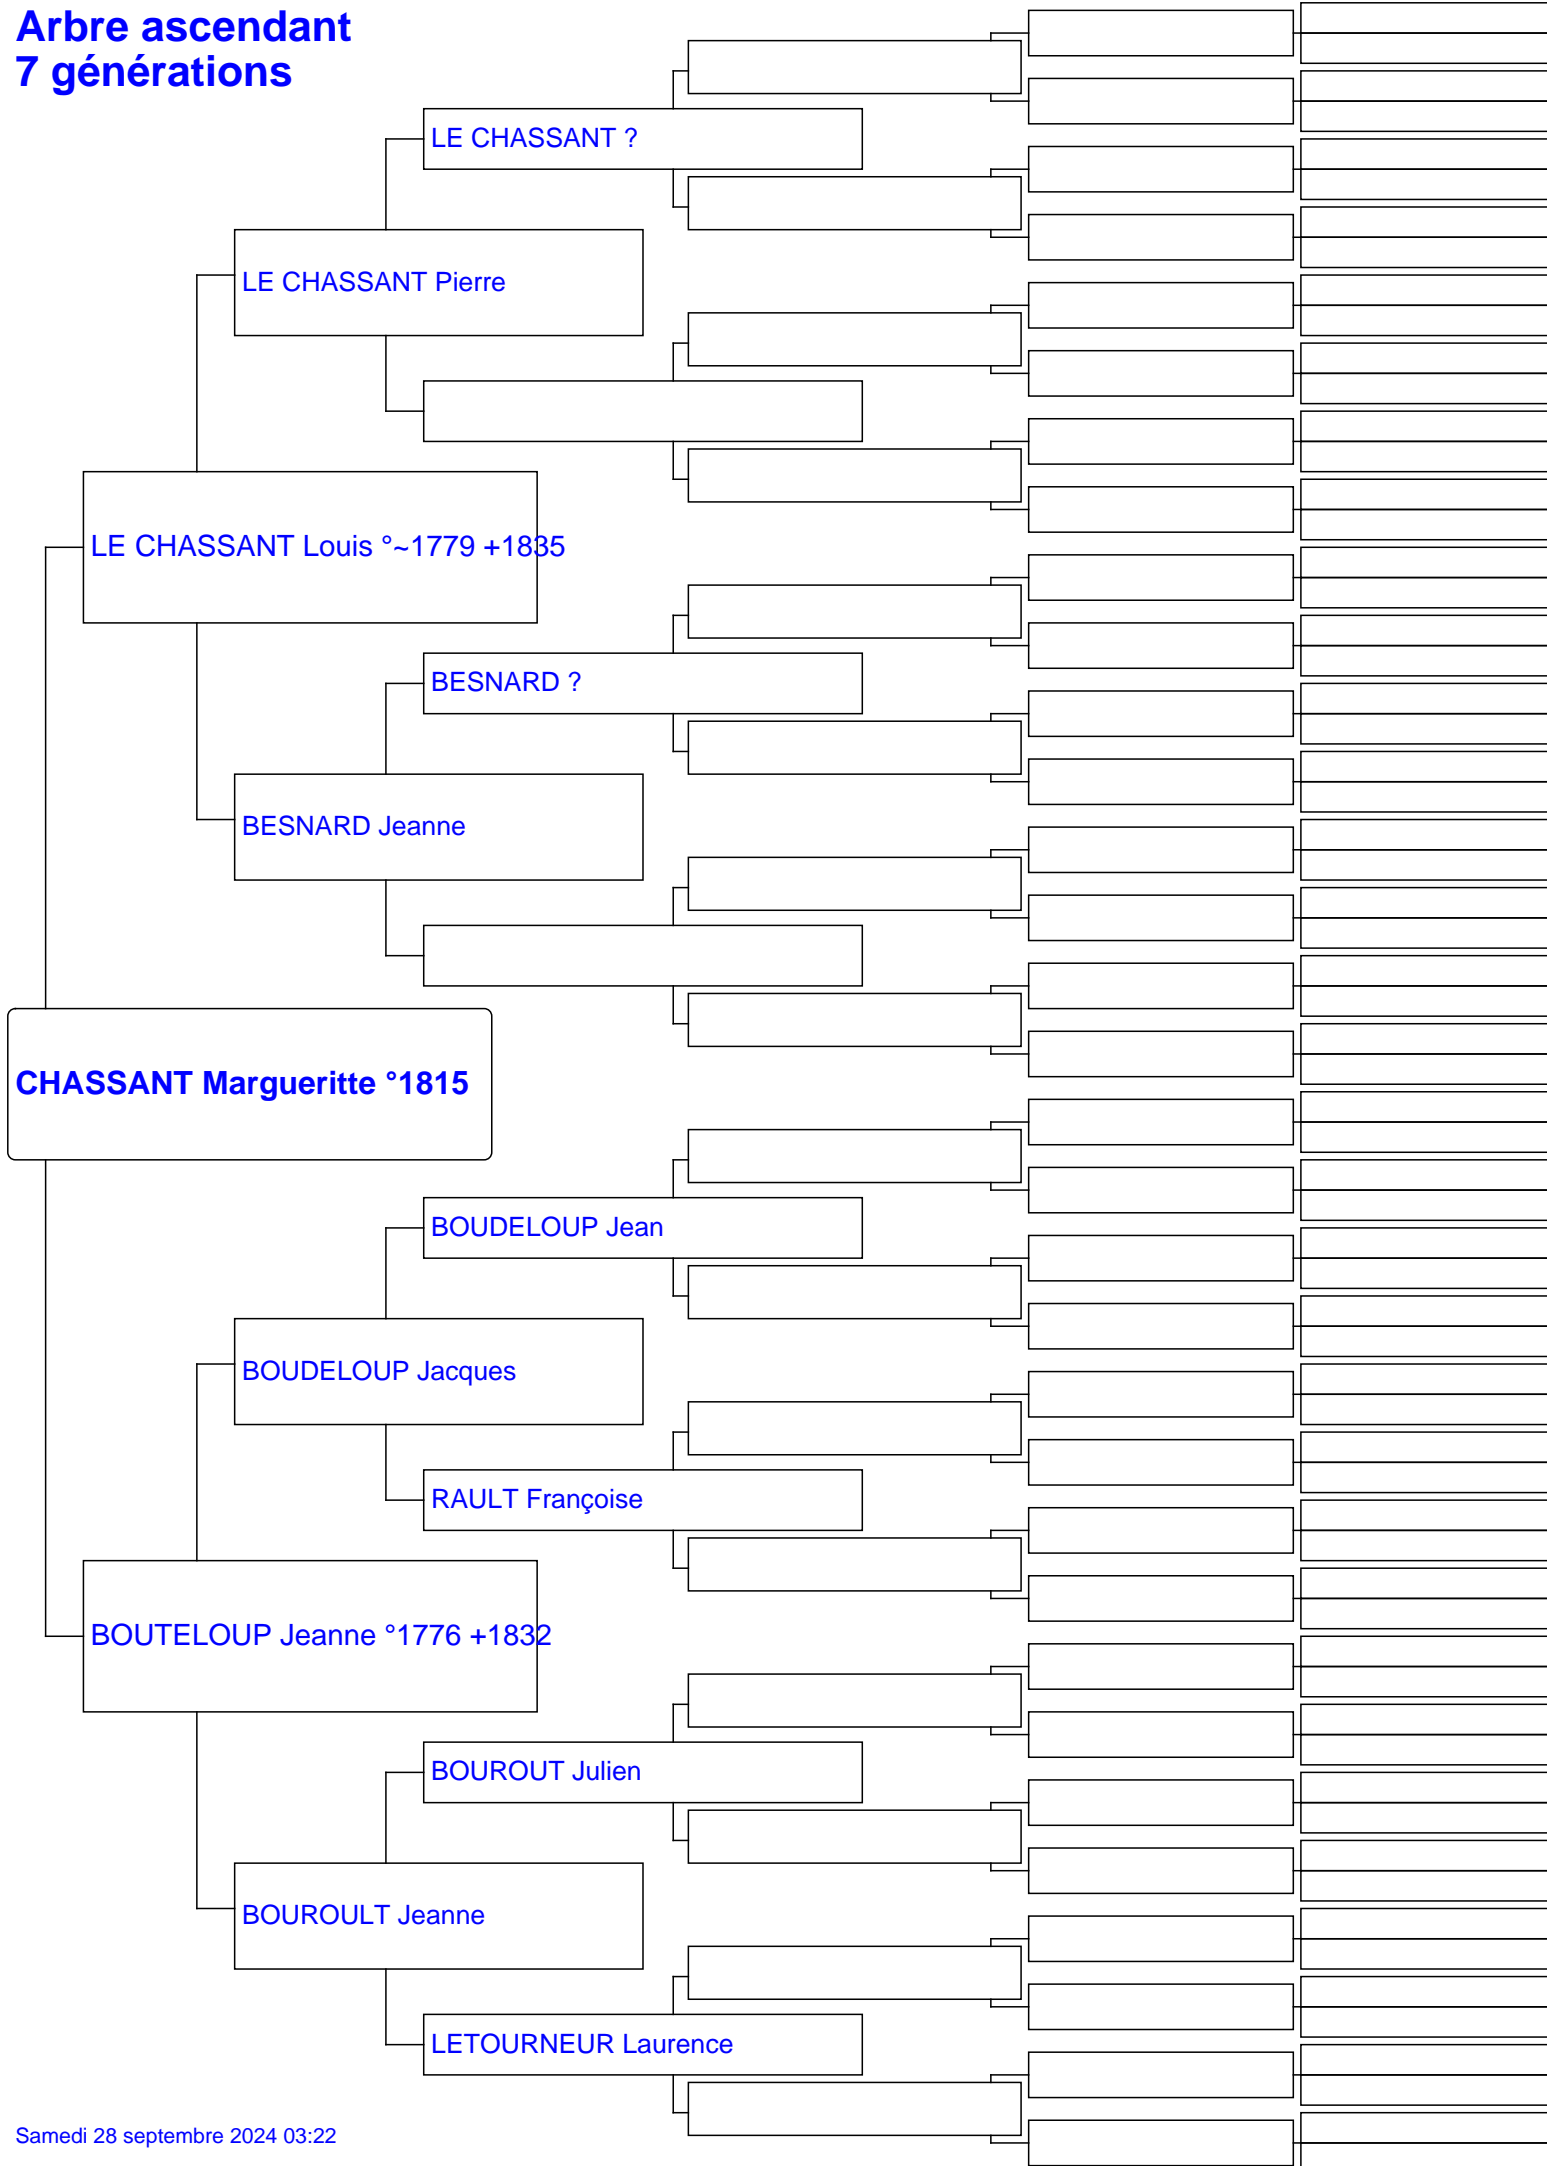 Arbre ascendant
7 générations
LE CHASSANT ?
LE CHASSANT Pierre
LE CHASSANT Louis °~1779 +1835
BESNARD ?
BESNARD Jeanne
CHASSANT Margueritte °1815
BOUDELOUP Jean
BOUDELOUP Jacques
RAULT Françoise
BOUTELOUP Jeanne °1776 +1832
BOUROUT Julien
BOUROULT Jeanne
LETOURNEUR Laurence
Samedi 28 septembre 2024 03:22